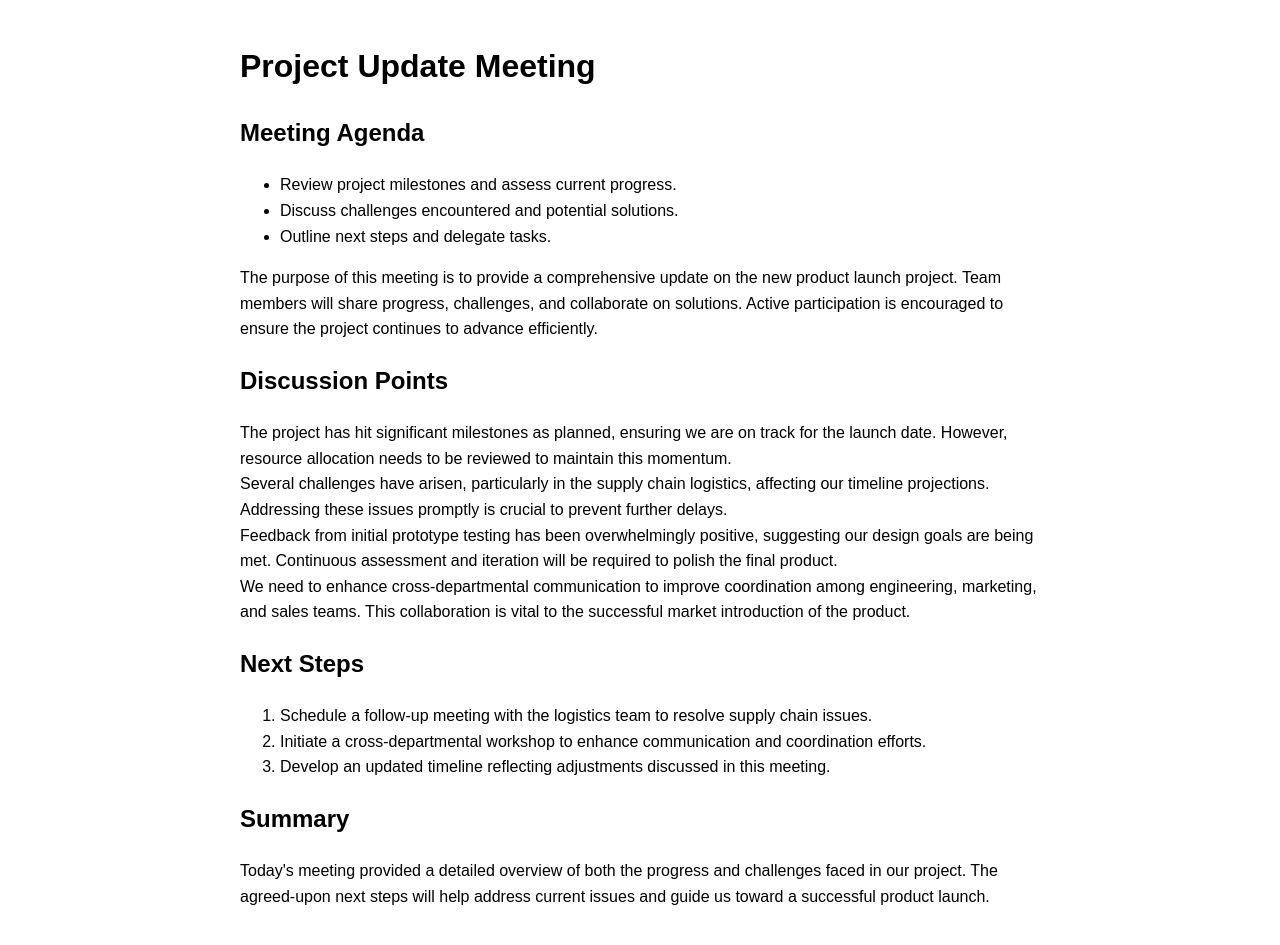 Project Update Meeting
Meeting Agenda
• Review project milestones and assess current progress.
• Discuss challenges encountered and potential solutions.
• Outline next steps and delegate tasks.
The purpose of this meeting is to provide a comprehensive update on the new product launch project. Team
members will share progress, challenges, and collaborate on solutions. Active participation is encouraged to
ensure the project continues to advance efficiently.
Discussion Points
The project has hit significant milestones as planned, ensuring we are on track for the launch date. However,
resource allocation needs to be reviewed to maintain this momentum.
Several challenges have arisen, particularly in the supply chain logistics, affecting our timeline projections.
Addressing these issues promptly is crucial to prevent further delays.
Feedback from initial prototype testing has been overwhelmingly positive, suggesting our design goals are being
met. Continuous assessment and iteration will be required to polish the final product.
We need to enhance cross-departmental communication to improve coordination among engineering, marketing,
and sales teams. This collaboration is vital to the successful market introduction of the product.
Next Steps
1. Schedule a follow-up meeting with the logistics team to resolve supply chain issues.
2. Initiate a cross-departmental workshop to enhance communication and coordination efforts.
3. Develop an updated timeline reflecting adjustments discussed in this meeting.
Summary
Today's meeting provided a detailed overview of both the progress and challenges faced in our project. The
agreed-upon next steps will help address current issues and guide us toward a successful product launch.